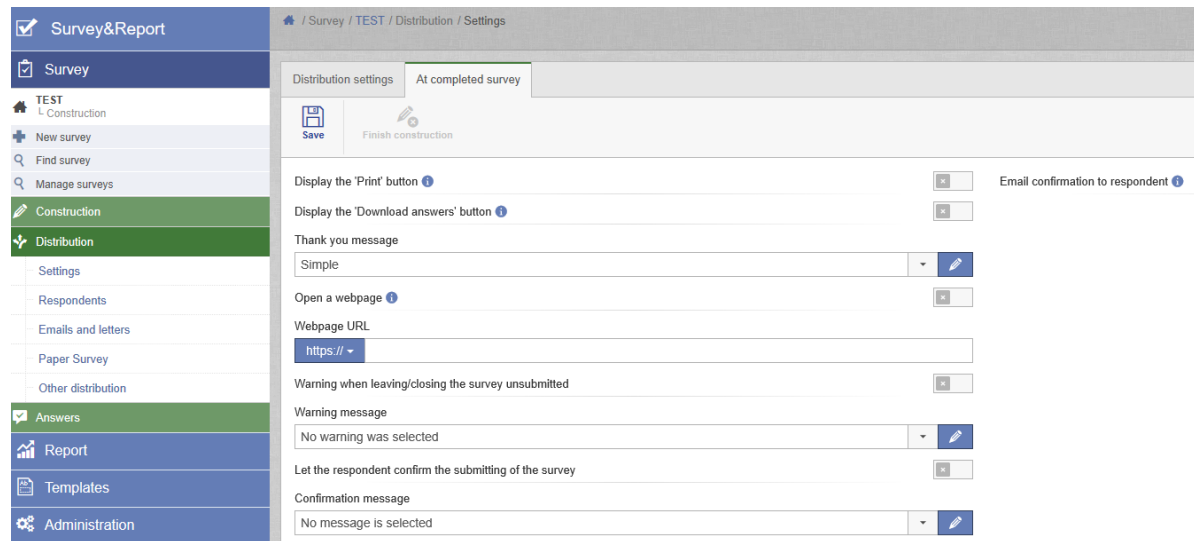 Survey&Report
/ Survey / TEST / Distribution / Settings
Survey
TEST
└ Construction
New survey
Find survey
Manage surveys
Construction
Distribution
Settings
Respondents
Emails and letters
Paper Survey
Other distribution
Answers
Report
Templates
Administration
Distribution settings
At completed survey
Save
Finish construction
Display the 'Print' button
Email confirmation to respondent
Display the 'Download answers' button
Thank you message
Simple
Open a webpage
Webpage URL
https://
Warning when leaving/closing the survey unsubmitted
Warning message
No warning was selected
Let the respondent confirm the submitting of the survey
Confirmation message
No message is selected